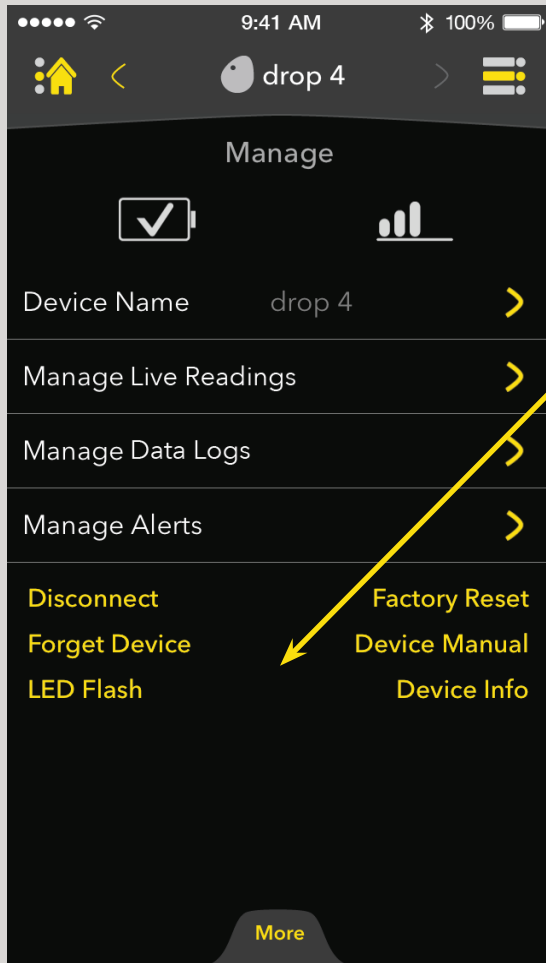 9:41 AM 100%
drop 4
Manage
Device Name drop 4
Manage Live Readings
Manage Data Logs
Manage Alerts
Disconnect Factory Reset
Forget Device Device Manual
LED Flash Device Info
More